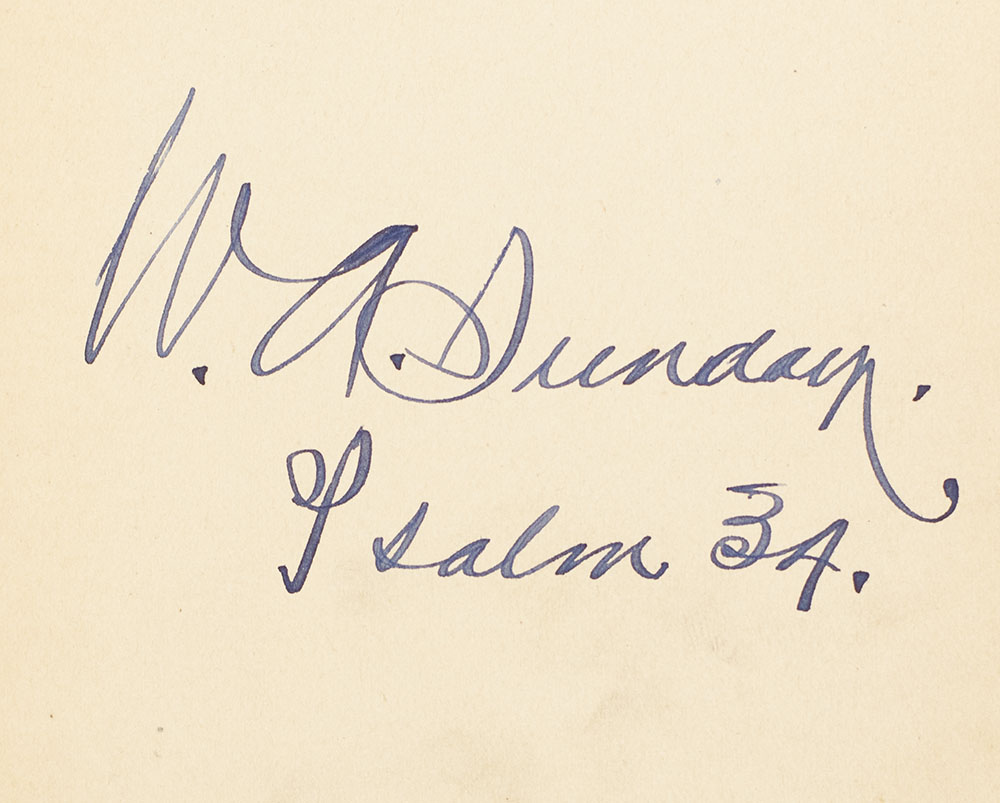 W. A. Sunday.
Psalm 34.